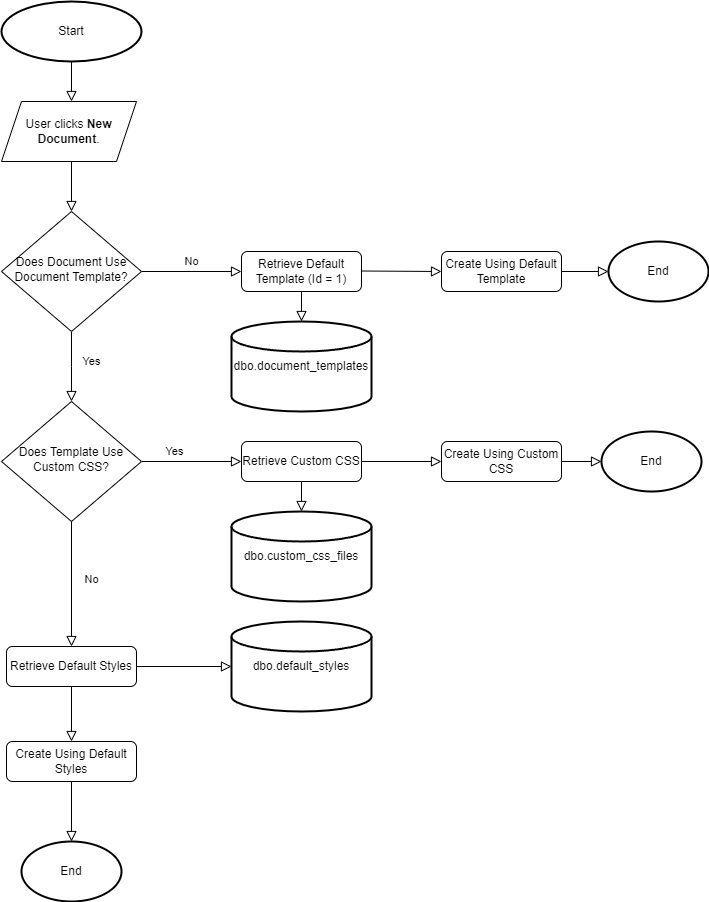 Start
User clicks New
Document.
Does Document Use
Document Template?
No
Retrieve Default
Template (Id = 1)
Create Using Default
Template
End
dbo.document_templates
Yes
Does Template Use
Custom CSS?
Yes
Retrieve Custom CSS
Create Using Custom
CSS
End
dbo.custom_css_files
No
Retrieve Default Styles
dbo.default_styles
Create Using Default
Styles
End